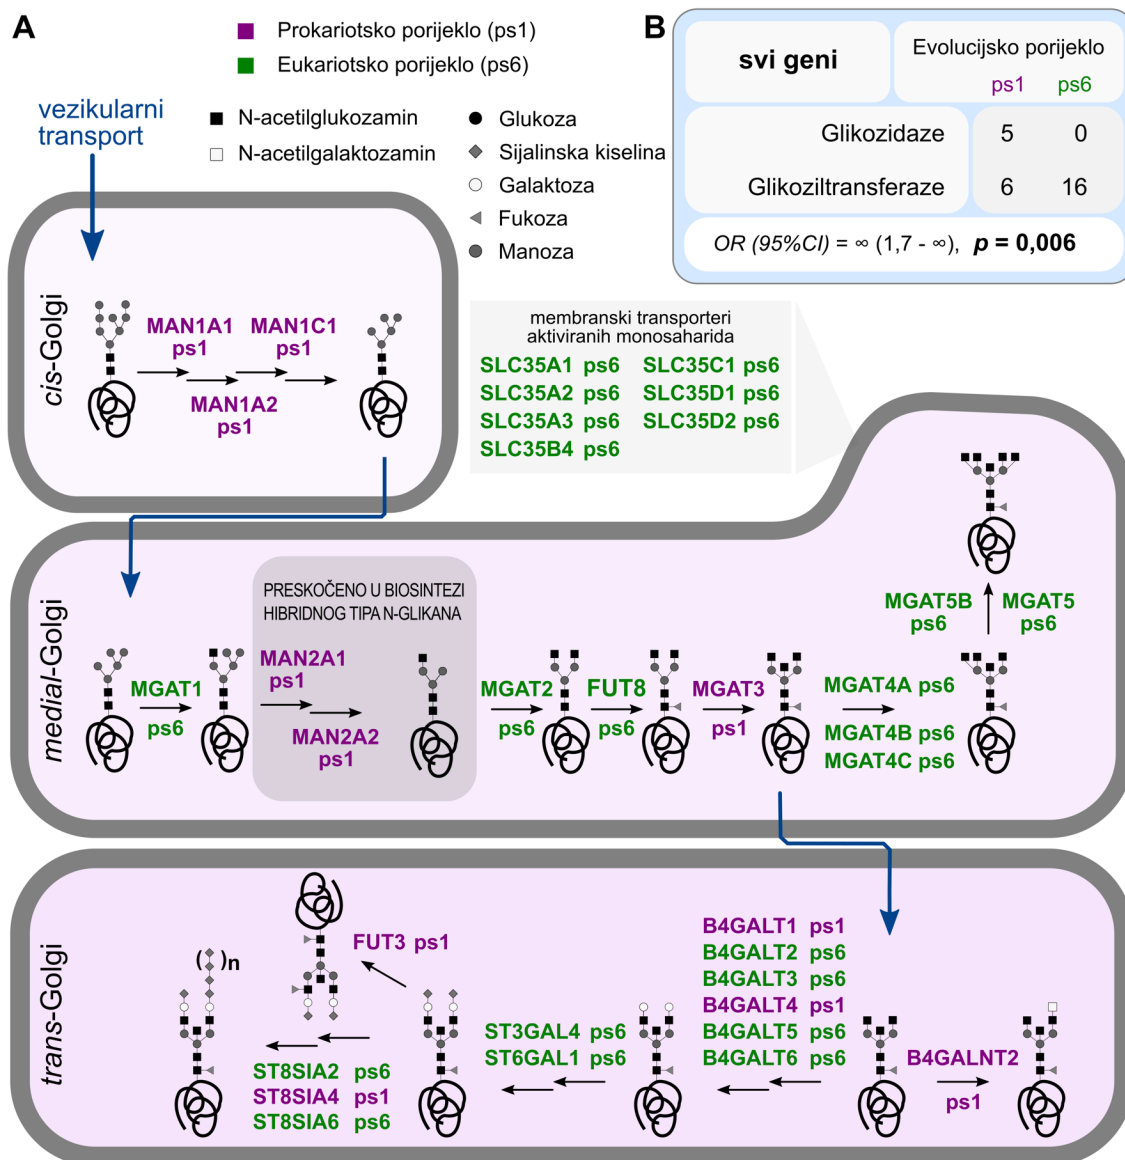 A
Prokariotsko porijeklo (ps1)
Eukariotsko porijeklo (ps6)
vezikularni
transport
N-acetilglukozamin
N-acetilgalaktozamin
Glukoza
Sijalinska kiselina
Galaktoza
Fukoza
Manoza
B
svi geni
Evolucijsko porijeklo
ps1 ps6
Glikozidaze 5 0
Glikoziltransferaze 6 16
OR (95%CI) = ∞ (1,7 - ∞), p = 0,006
cis-Golgi
MAN1A1
ps1
MAN1C1
ps1
MAN1A2
ps1
membranski transporteri
aktiviranih monosaharida
SLC35A1 ps6 SLC35C1 ps6
SLC35A2 ps6 SLC35D1 ps6
SLC35A3 ps6 SLC35D2 ps6
SLC35B4 ps6
medial-Golgi
MGAT1
ps6
PRESKOČENO U BIOSINTEZI
HIBRIDNOG TIPA N-GLIKANA
MAN2A1
ps1
MAN2A2
ps1
MGAT2
ps6
FUT8
ps6
MGAT3
ps1
MGAT4A ps6
MGAT4B ps6
MGAT4C ps6
MGAT5B
ps6
MGAT5
ps6
trans-Golgi
B4GALT1 ps1
B4GALT2 ps6
B4GALT3 ps6
B4GALT4 ps1
B4GALT5 ps6
B4GALT6 ps6
B4GALNT2
ps1
ST3GAL4 ps6
ST6GAL1 ps6
FUT3 ps1
ST8SIA2 ps6
ST8SIA4 ps1
ST8SIA6 ps6
( )n